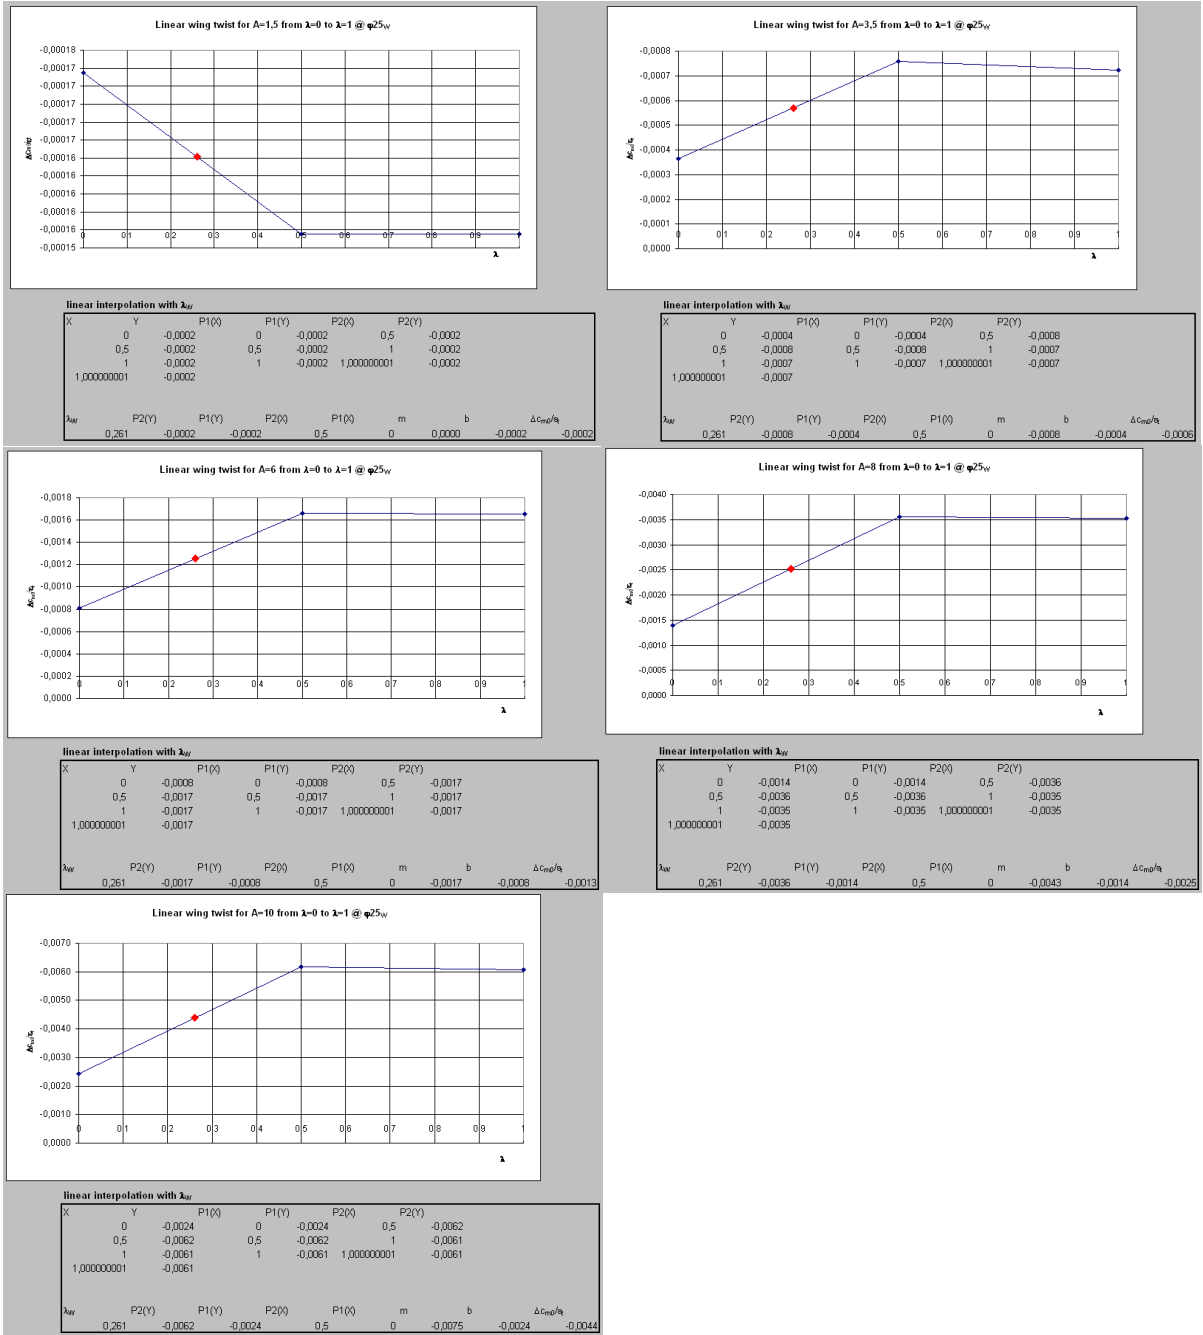 Linear wing twist for A=1,5 from λ=0 to λ=1 @ φ25W
-0,00018
-0,00017
-0,00017
-0,00017
-0,00017
-0,00017
-0,00016
-0,00016
-0,00016
-0,00016
-0,00016
-0,00015
0 0,1 0,2 0,3 0,4 0,5 0,6 0,7 0,8 0,9 1
λ
linear interpolation with λW
X Y P1(X) P1(Y) P2(X) P2(Y)
0 -0,0002 0 -0,0002 0,5 -0,0002
0,5 -0,0002 0,5 -0,0002 1 -0,0002
1 -0,0002 1 -0,0002 1,000000001 -0,0002
1,000000001 -0,0002
λW P2(Y) P1(Y) P2(X) P1(X) m b Δcm0/εt
0,261 -0,0002 -0,0002 0,5 0 0,0000 -0,0002 -0,0002
Linear wing twist for A=3,5 from λ=0 to λ=1 @ φ25W
-0,0008
-0,0007
-0,0006
-0,0005
-0,0004
-0,0003
-0,0002
-0,0001
0,0000
Δcm0/εt
0 0,1 0,2 0,3 0,4 0,5 0,6 0,7 0,8 0,9 1
λ
linear interpolation with λW
X Y P1(X) P1(Y) P2(X) P2(Y)
0 -0,0004 0 -0,0004 0,5 -0,0008
0,5 -0,0008 0,5 -0,0008 1 -0,0007
1 -0,0007 1 -0,0007 1,000000001 -0,0007
1,000000001 -0,0007
λW P2(Y) P1(Y) P2(X) P1(X) m b Δcm0/εt
0,261 -0,0008 -0,0004 0,5 0 -0,0008 -0,0004 -0,0006
Linear wing twist for A=6 from λ=0 to λ=1 @ φ25W
-0,0018
-0,0016
-0,0014
-0,0012
-0,0010
-0,0008
-0,0006
-0,0004
-0,0002
0,0000
Δcm0/εt
0 0,1 0,2 0,3 0,4 0,5 0,6 0,7 0,8 0,9 1
λ
linear interpolation with λW
X Y P1(X) P1(Y) P2(X) P2(Y)
0 -0,0008 0 -0,0008 0,5 -0,0017
0,5 -0,0017 0,5 -0,0017 1 -0,0017
1 -0,0017 1 -0,0017 1,000000001 -0,0017
1,000000001 -0,0017
λW P2(Y) P1(Y) P2(X) P1(X) m b Δcm0/εt
0,261 -0,0017 -0,0008 0,5 0 -0,0017 -0,0008 -0,0013
Linear wing twist for A=8 from λ=0 to λ=1 @ φ25W
-0,0040
-0,0035
-0,0030
-0,0025
-0,0020
-0,0015
-0,0010
-0,0005
0,0000
Δcm0/εt
0 0,1 0,2 0,3 0,4 0,5 0,6 0,7 0,8 0,9 1
λ
linear interpolation with λW
X Y P1(X) P1(Y) P2(X) P2(Y)
0 -0,0014 0 -0,0014 0,5 -0,0036
0,5 -0,0036 0,5 -0,0036 1 -0,0035
1 -0,0035 1 -0,0035 1,000000001 -0,0035
1,000000001 -0,0035
λW P2(Y) P1(Y) P2(X) P1(X) m b Δcm0/εt
0,261 -0,0036 -0,0014 0,5 0 -0,0043 -0,0014 -0,0025
Linear wing twist for A=10 from λ=0 to λ=1 @ φ25W
-0,0070
-0,0060
-0,0050
-0,0040
-0,0030
-0,0020
-0,0010
0,0000
Δcm0/εt
0 0,1 0,2 0,3 0,4 0,5 0,6 0,7 0,8 0,9 1
λ
linear interpolation with λW
X Y P1(X) P1(Y) P2(X) P2(Y)
0 -0,0024 0 -0,0024 0,5 -0,0062
0,5 -0,0062 0,5 -0,0062 1 -0,0061
1 -0,0061 1 -0,0061 1,000000001 -0,0061
1,000000001 -0,0061
λW P2(Y) P1(Y) P2(X) P1(X) m b Δcm0/εt
0,261 -0,0062 -0,0024 0,5 0 -0,0075 -0,0024 -0,0044